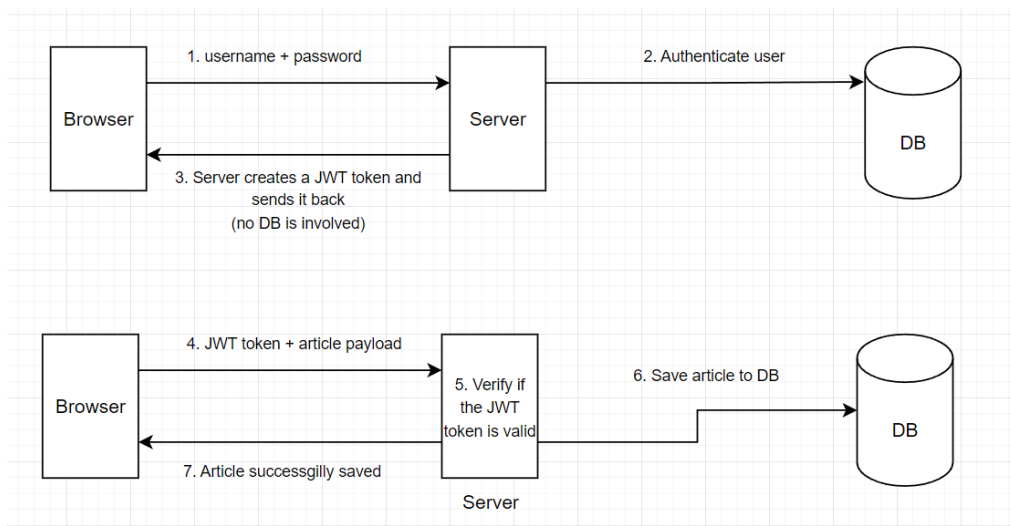 1. username + password
2. Authenticate user
Browser
Server
DB
3. Server creates a JWT token and
sends it back
(no DB is involved)
4. JWT token + article payload
5. Verify if
the JWT
token is valid
6. Save article to DB
Browser
DB
7. Article successgilly saved
Server